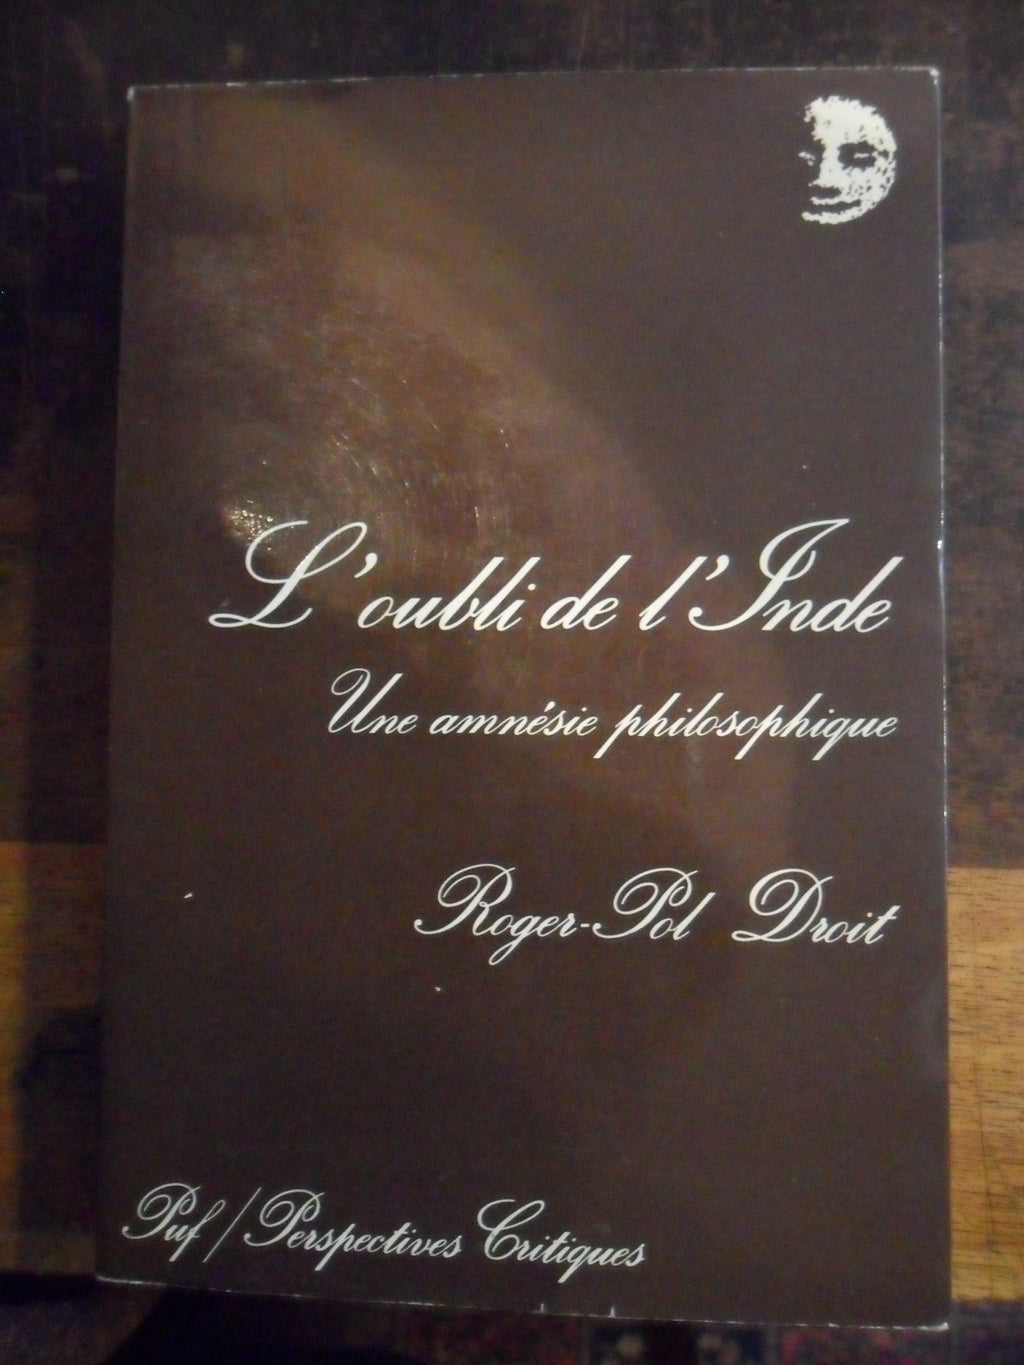 L'oubli de l'Inde
Une amnésie philosophique
Roger-Pol Droit
Puf / Perspectives Critiques